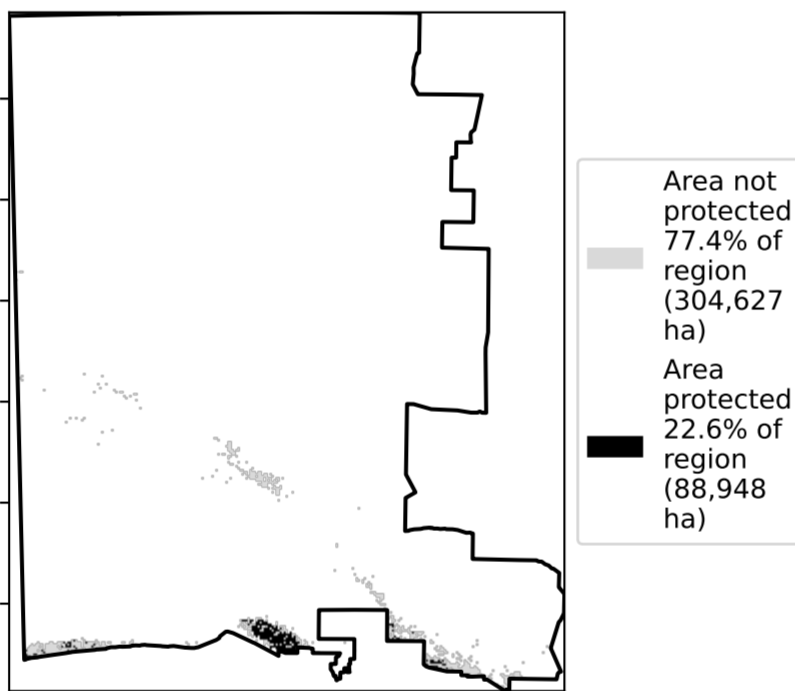 Area not
protected
77.4% of
region
(304,627
ha)
Area
protected
22.6% of
region
(88,948
ha)